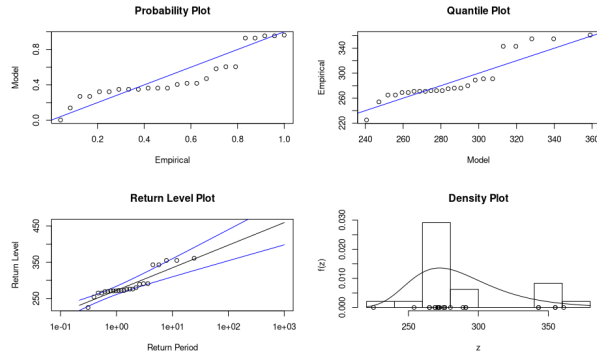 Probability Plot
Model
0.0 0.4 0.8
0.2 0.4 0.6 0.8 1.0
Empirical
Quantile Plot
Empirical
220 260 300 340
240 260 280 300 320 340 360
Model
Return Level Plot
Return Level
250 350 450
1e-01 1e+00 1e+01 1e+02 1e+03
Return Period
Density Plot
f(z)
0.000 0.010 0.020 0.030
250 300 350
z